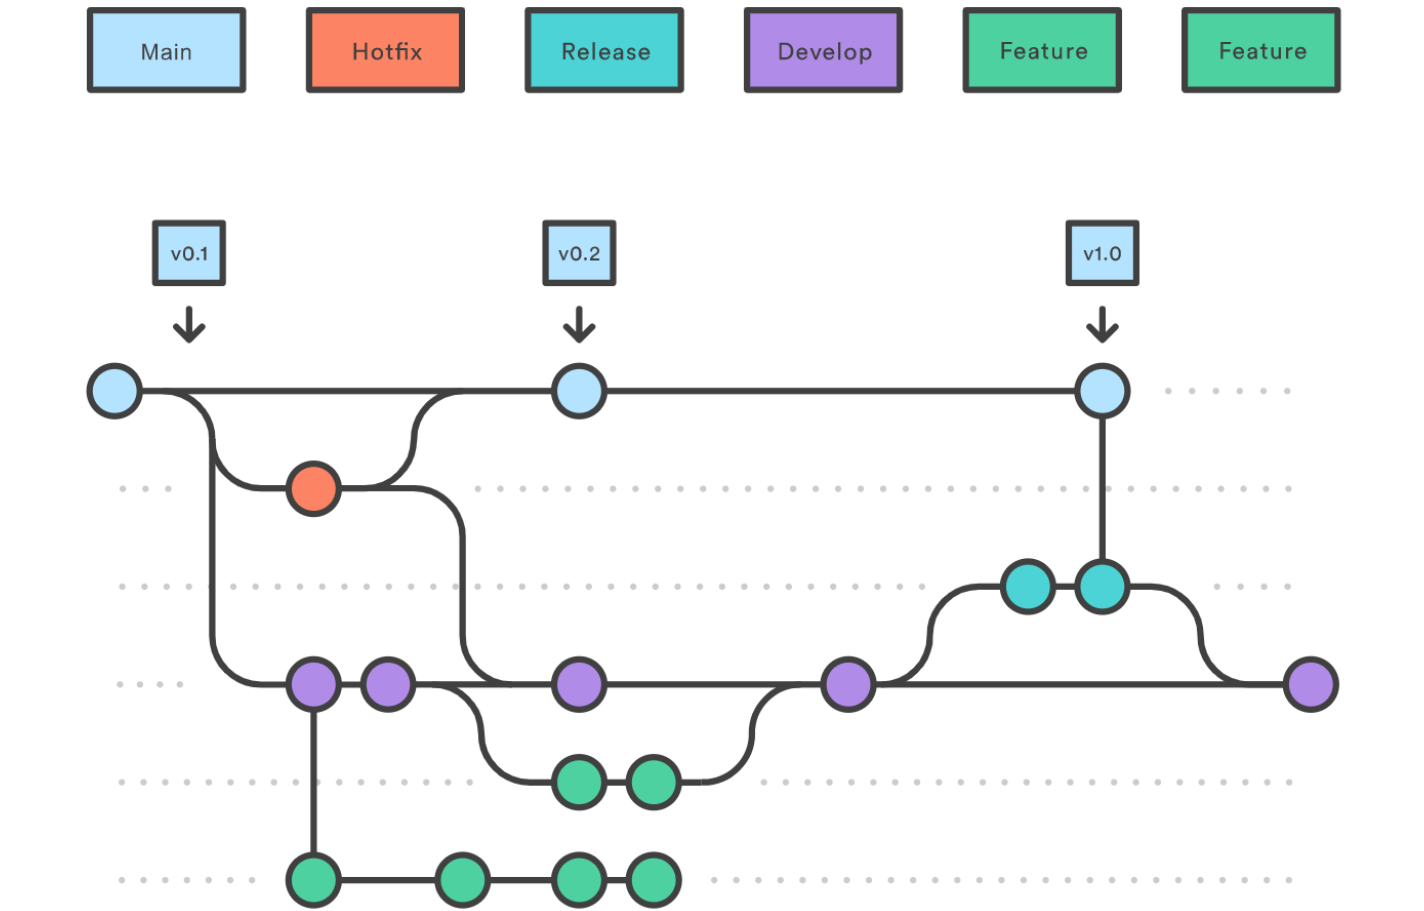 Main
Hotfix
Release
Develop
Feature
Feature
v0.1
v0.2
v1.0